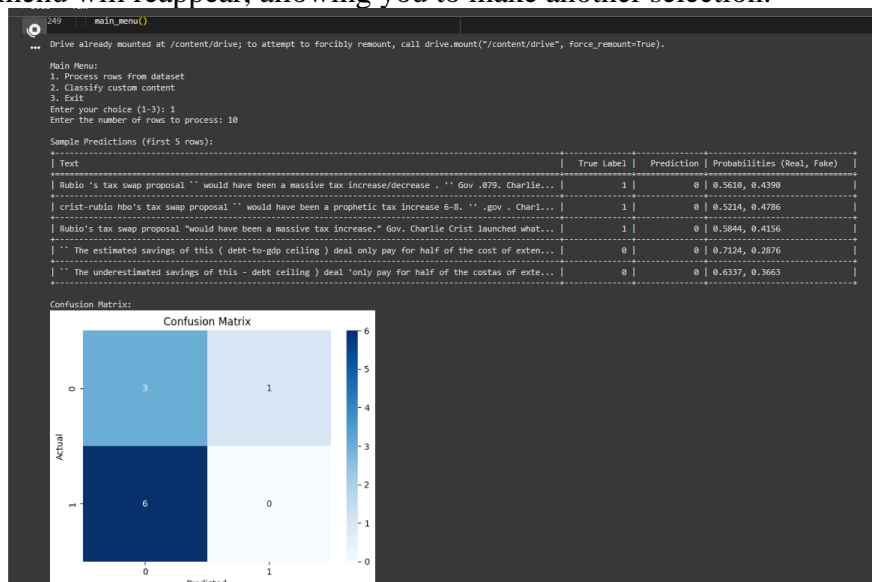 menu will reappear, allowing you to make another selection.
249 main_menu()
Drive already mounted at /content/drive; to attempt to forcibly remount, call drive.mount("/content/drive", force_remount=True).
Main Menu:
1. Process rows from dataset
2. Classify custom content
3. Exit
Enter your choice (1-3): 1
Enter the number of rows to process: 10
Sample Predictions (first 5 rows):
| Text | True Label | Prediction | Probabilities (Real, Fake) |
| Rubio 's tax swap proposal `` would have been a massive tax increase/decrease . '' Gov .079. Charlie... | 1 | 0 | 0.5610, 0.4390 |
| crist-rubio hbo's tax swap proposal `` would have been a prophetic tax increase 6-8. '' .gov . Charl... | 1 | 0 | 0.5214, 0.4786 |
| Rubio's tax swap proposal "would have been a massive tax increase." Gov. Charlie Crist launched what... | 1 | 0 | 0.5844, 0.4156 |
| `` The estimated savings of this ( debt-to-gdp ceiling ) deal only pay for half of the cost of exten... | 0 | 0 | 0.7124, 0.2876 |
| `` The underestimated savings of this - debt ceiling ) deal 'only pay for half of the costas of exte... | 0 | 0 | 0.6337, 0.3663 |
Confusion Matrix:
Confusion Matrix
6
5
4
3
2
1
0
Actual
0
3 1
1
6 0
0 1
Predicted